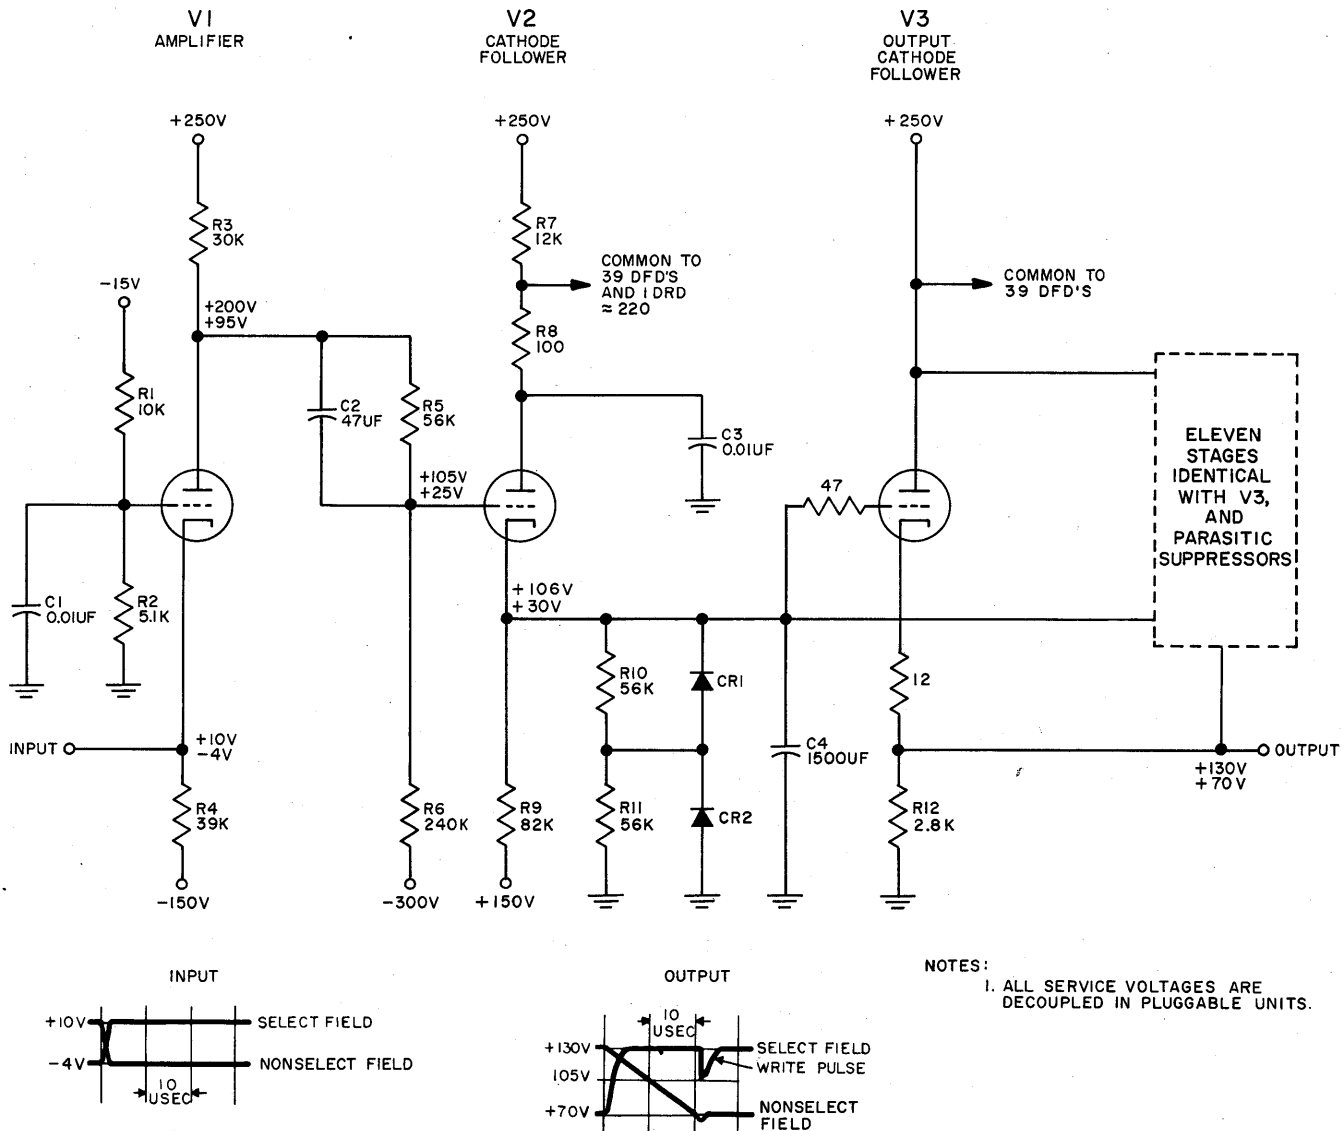 V1
AMPLIFIER
V2
CATHODE
FOLLOWER
V3
OUTPUT
CATHODE
FOLLOWER
+250V
+250V
+250V
R3
30K
R7
12K
COMMON TO
39 DFD'S
AND 1 DRD
≈ 220
COMMON TO
39 DFD'S
-15V
+200V
+95V
R8
100
R1
10K
C2
47UF
R5
56K
C3
0.01UF
ELEVEN
STAGES
IDENTICAL
WITH V3,
AND
PARASITIC
SUPPRESSORS
+105V
+25V
47
C1
0.01UF
R2
5.1K
+106V
+30V
R10
56K
CR1
12
INPUT
+10V
-4V
C4
1500UF
OUTPUT
+130V
+70V
R4
39K
R6
240K
R9
82K
R11
56K
CR2
R12
2.8K
-150V
-300V
+150V
INPUT
+10V
SELECT FIELD
-4V
NONSELECT FIELD
10
USEC
OUTPUT
10
USEC
+130V
SELECT FIELD
WRITE PULSE
105V
+70V
NONSELECT
FIELD
NOTES:
1. ALL SERVICE VOLTAGES ARE
DECOUPLED IN PLUGGABLE UNITS.